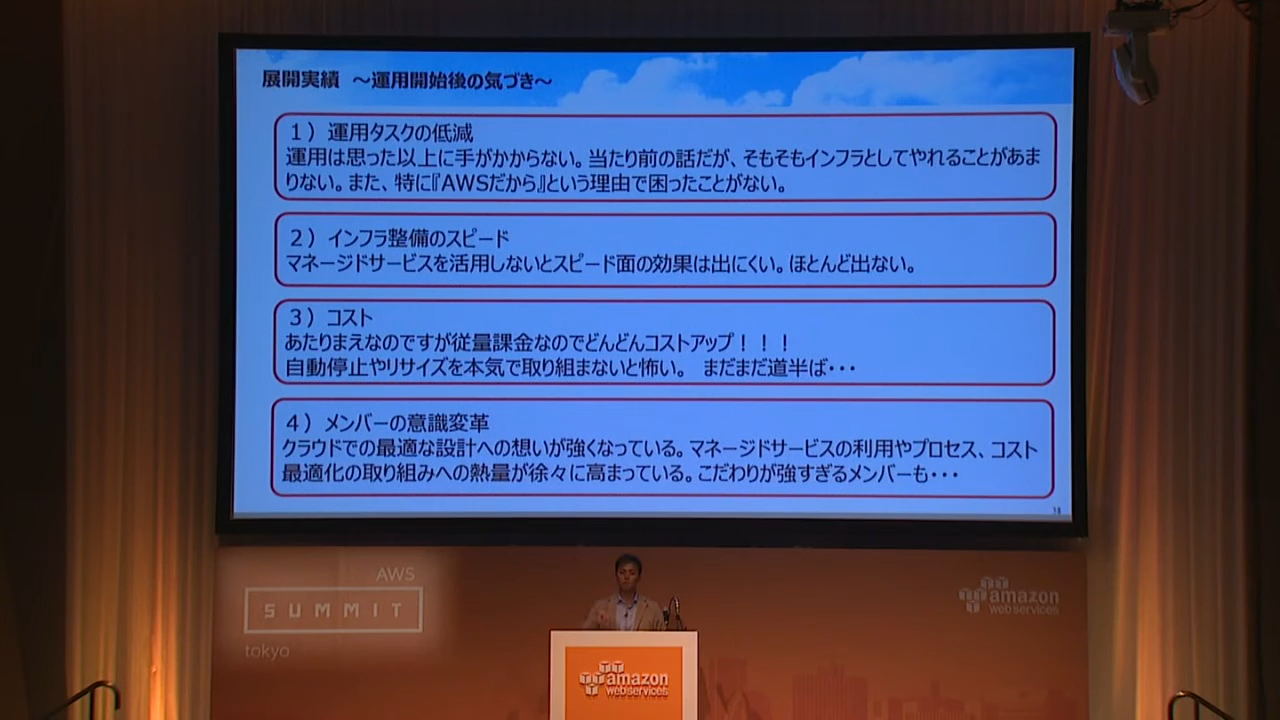 展開実績 ～運用開始後の気づき～
１）運用タスクの低減
運用は思った以上に手がかからない。当たり前の話だが、そもそもインフラとしてやれることがあま
りない。また、特に『AWSだから』という理由で困ったことがない。
２）インフラ整備のスピード
マネージドサービスを活用しないとスピード面の効果は出にくい。ほとんど出ない。
３）コスト
あたりまえなのですが従量課金なのでどんどんコストアップ！！！
自動停止やリサイズを本気で取り組まないと怖い。 まだまだ道半ば・・・
４）メンバーの意識変革
クラウドでの最適な設計への想いが強くなっている。マネージドサービスの利用やプロセス、コスト
最適化の取り組みへの熱量が徐々に高まっている。こだわりが強すぎるメンバーも・・・
AWS
SUMMIT
tokyo
amazon
webservices
amazon
webservices